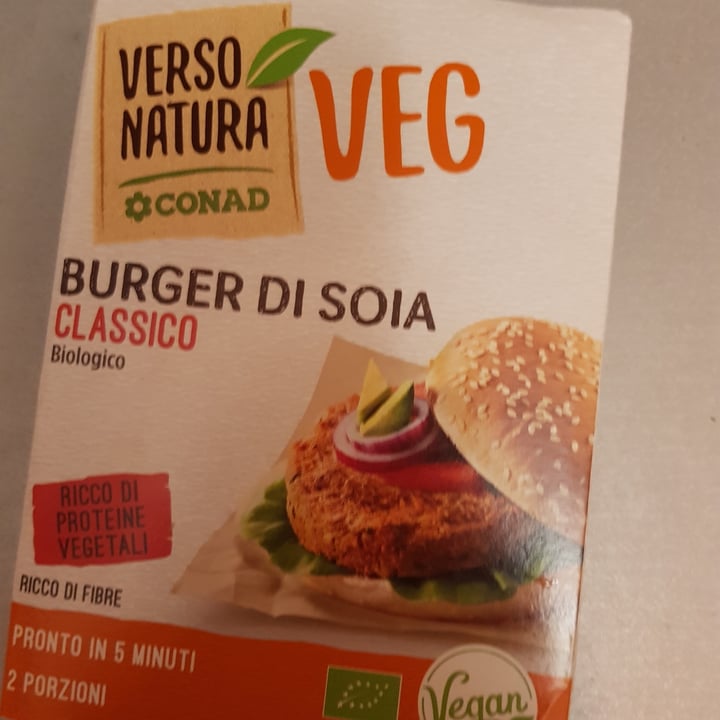 VERSO
NATURA
CONAD
VEG
BURGER DI SOIA
CLASSICO
Biologico
RICCO DI
PROTEINE
VEGETALI
RICCO DI FIBRE
PRONTO IN 5 MINUTI
2 PORZIONI
Vegan